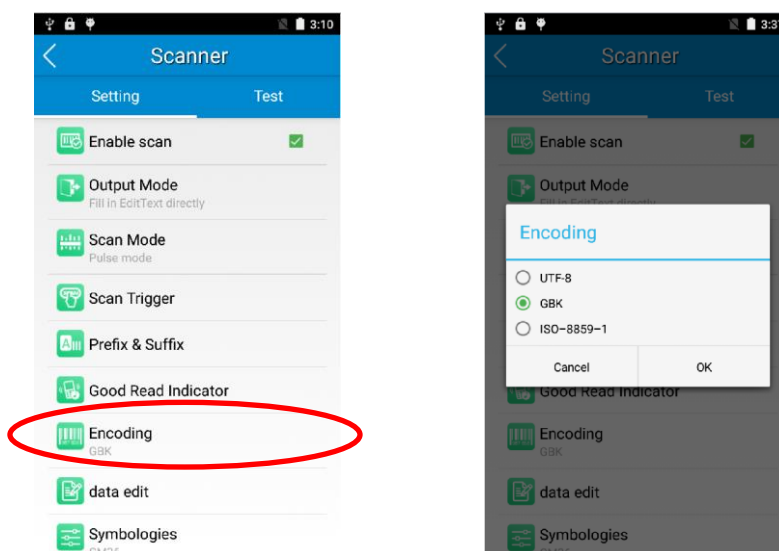 3:10
Scanner
Setting Test
Enable scan
Output Mode
Fill in EditText directly
Scan Mode
Pulse mode
Scan Trigger
Prefix & Suffix
Good Read Indicator
Encoding
GBK
data edit
Symbologies
Scanner
Setting Test
Enable scan
Output Mode
Fill in EditText directly
Encoding
UTF-8
GBK
ISO-8859-1
Cancel OK
Good Read Indicator
Encoding
GBK
data edit
Symbologies